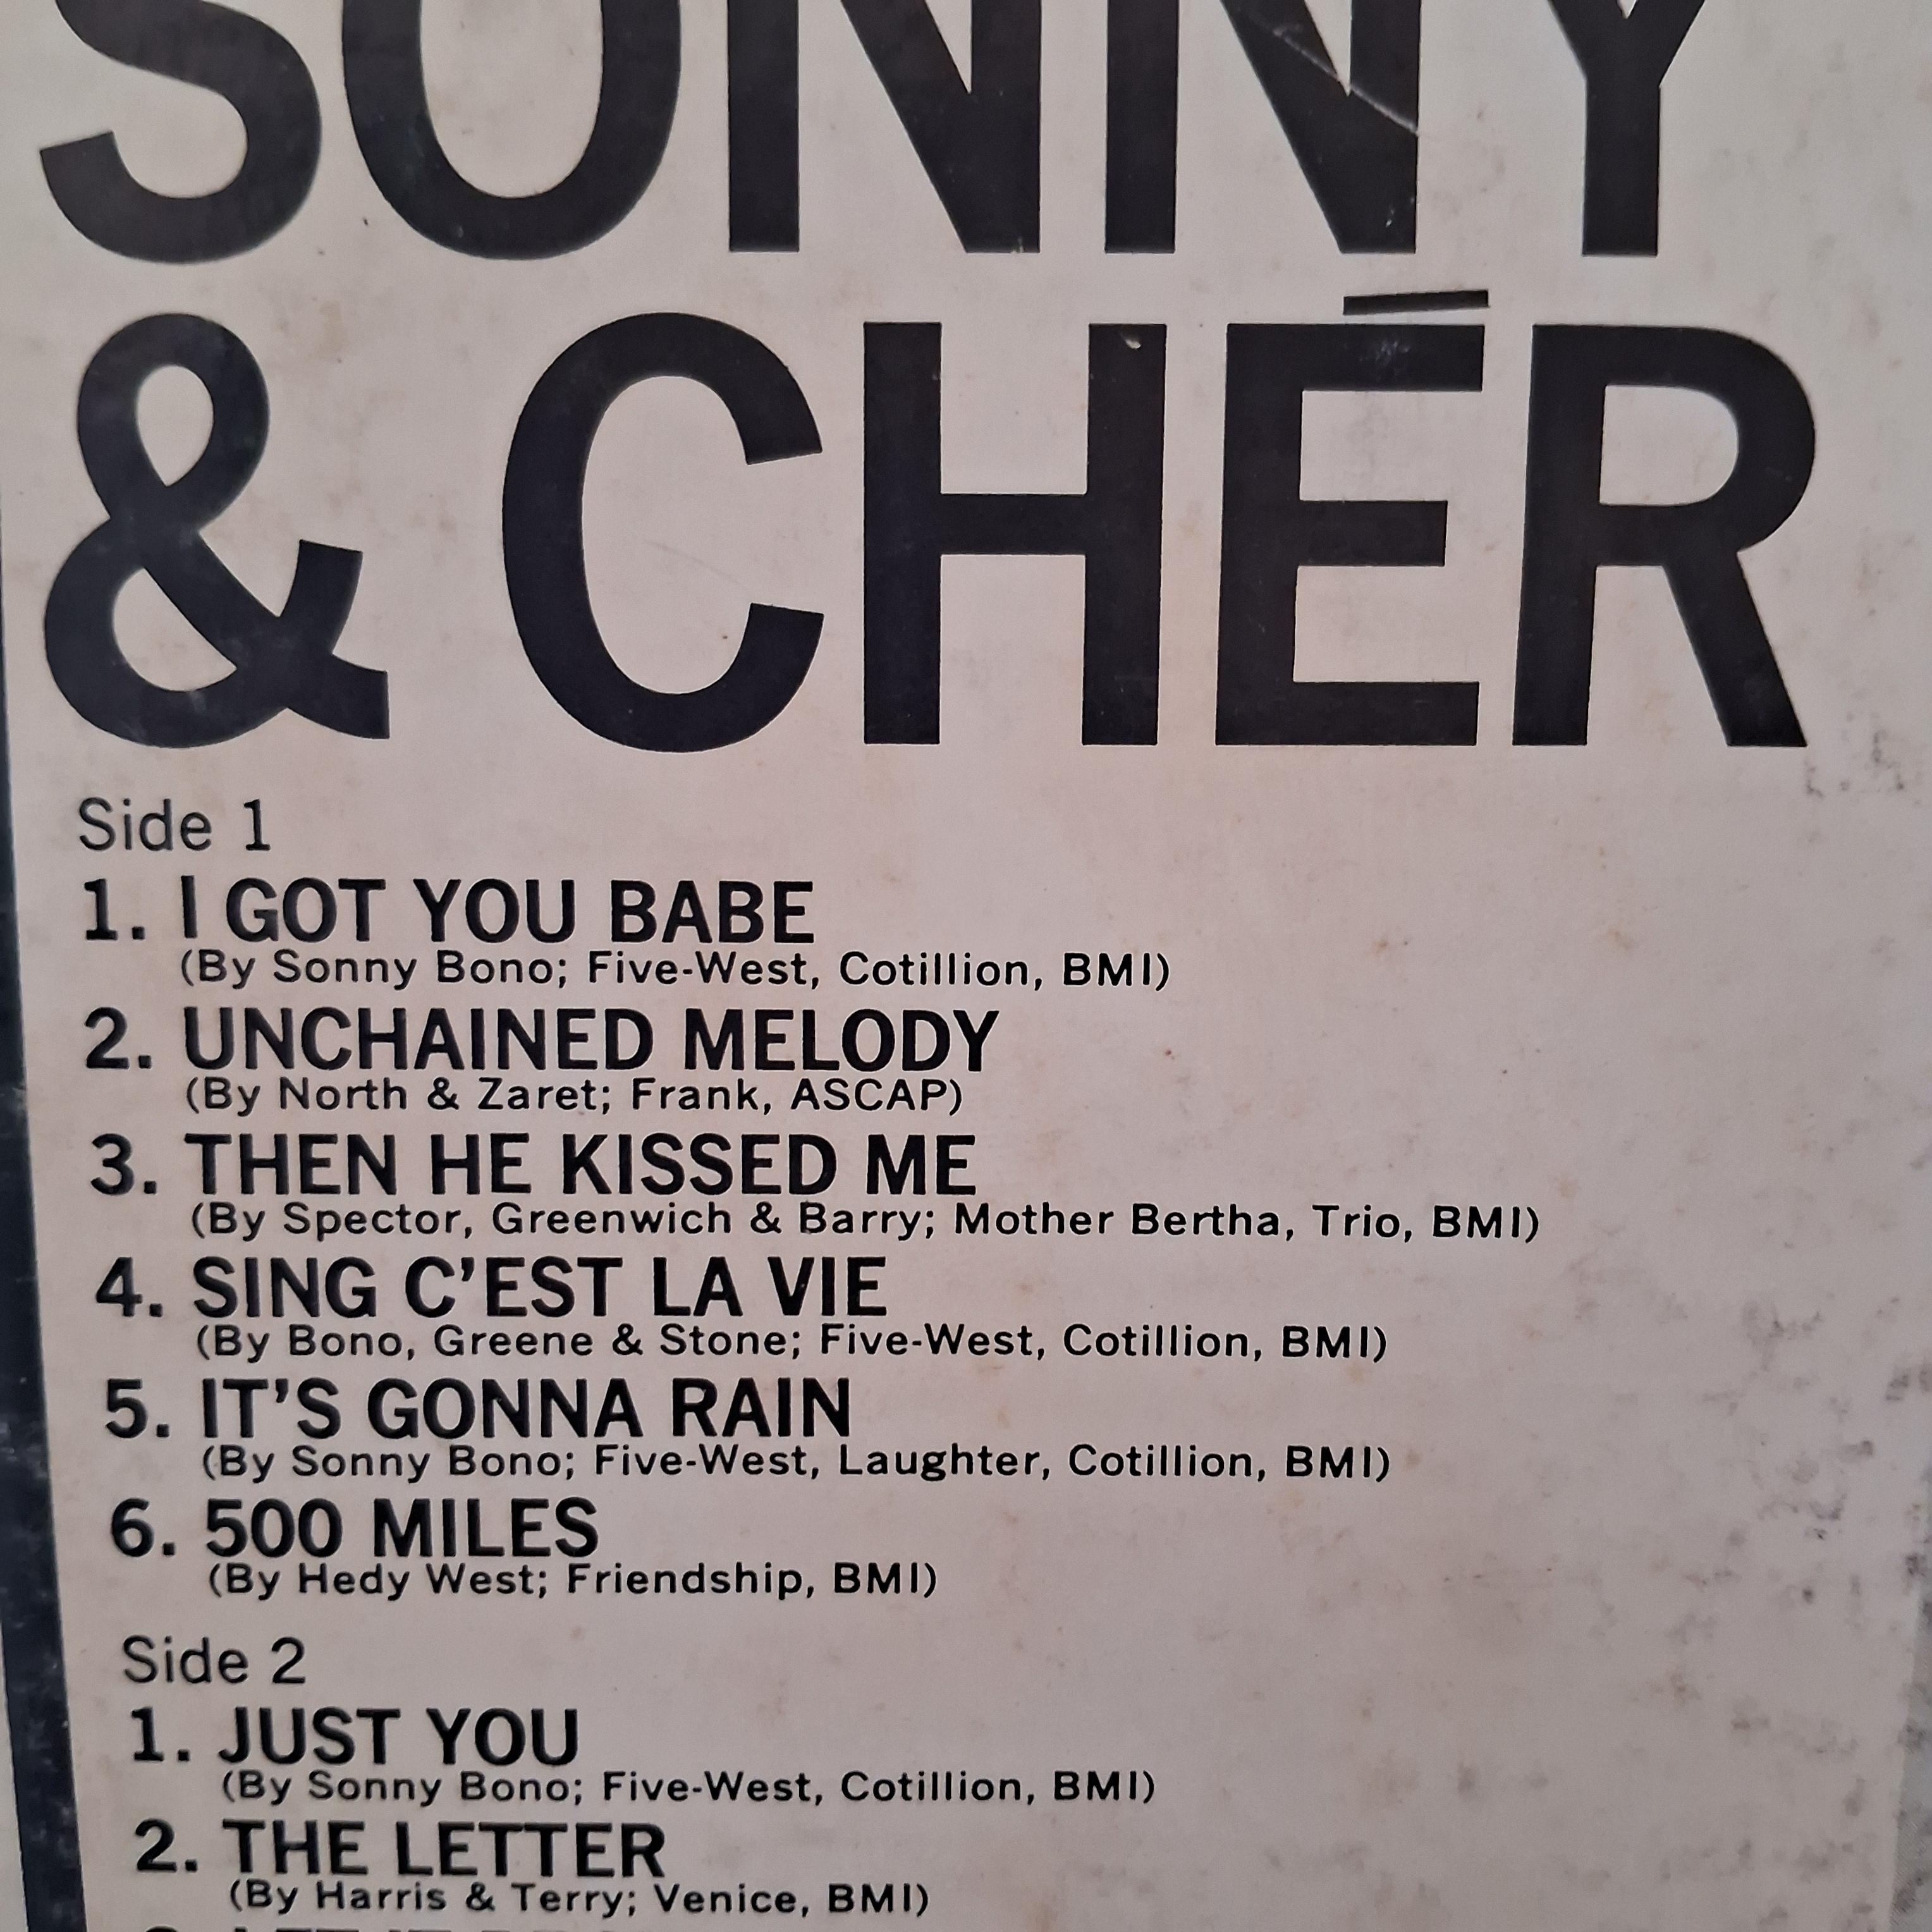 SONNY
& CHĒR
Side 1
1. I GOT YOU BABE
(By Sonny Bono; Five-West, Cotillion, BMI)
2. UNCHAINED MELODY
(By North & Zaret; Frank, ASCAP)
3. THEN HE KISSED ME
(By Spector, Greenwich & Barry; Mother Bertha, Trio, BMI)
4. SING C’EST LA VIE
(By Bono, Greene & Stone; Five-West, Cotillion, BMI)
5. IT’S GONNA RAIN
(By Sonny Bono; Five-West, Laughter, Cotillion, BMI)
6. 500 MILES
(By Hedy West; Friendship, BMI)
Side 2
1. JUST YOU
(By Sonny Bono; Five-West, Cotillion, BMI)
2. THE LETTER
(By Harris & Terry; Venice, BMI)